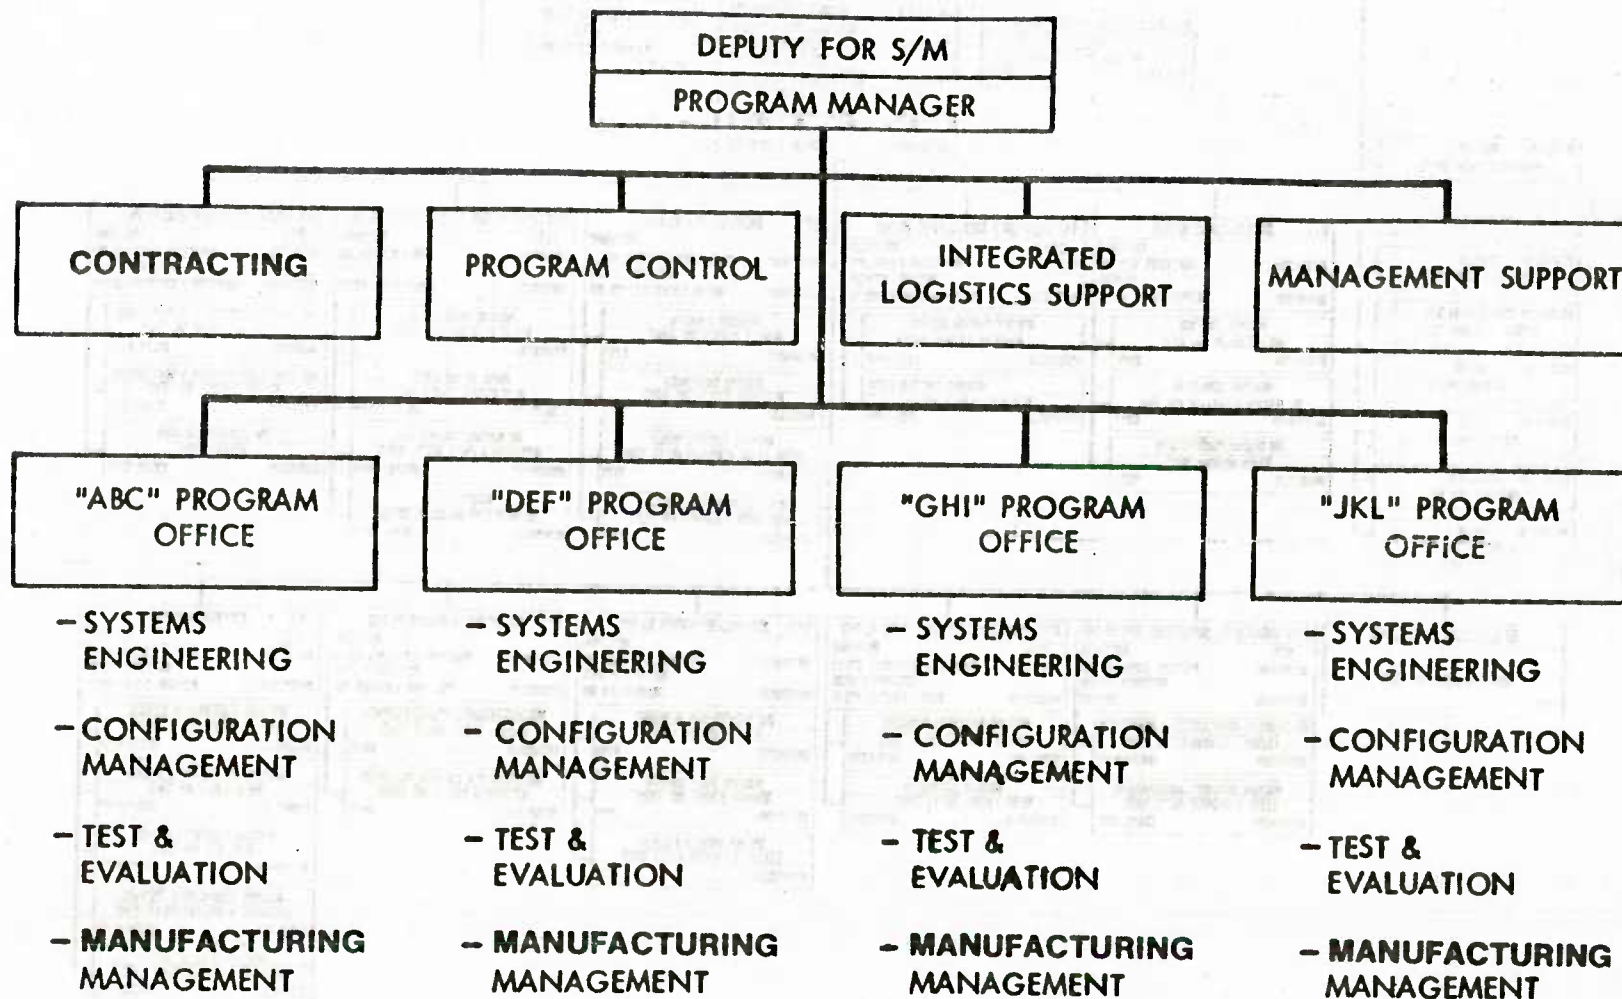 DEPUTY FOR S/M
PROGRAM MANAGER
CONTRACTING
PROGRAM CONTROL
INTEGRATED
LOGISTICS SUPPORT
MANAGEMENT SUPPORT
"ABC" PROGRAM
OFFICE
- SYSTEMS
ENGINEERING
- CONFIGURATION
MANAGEMENT
- TEST &
EVALUATION
- MANUFACTURING
MANAGEMENT
"DEF" PROGRAM
OFFICE
- SYSTEMS
ENGINEERING
- CONFIGURATION
MANAGEMENT
- TEST &
EVALUATION
- MANUFACTURING
MANAGEMENT
"GHI" PROGRAM
OFFICE
- SYSTEMS
ENGINEERING
- CONFIGURATION
MANAGEMENT
- TEST &
EVALUATION
- MANUFACTURING
MANAGEMENT
"JKL" PROGRAM
OFFICE
- SYSTEMS
ENGINEERING
- CONFIGURATION
MANAGEMENT
- TEST &
EVALUATION
- MANUFACTURING
MANAGEMENT